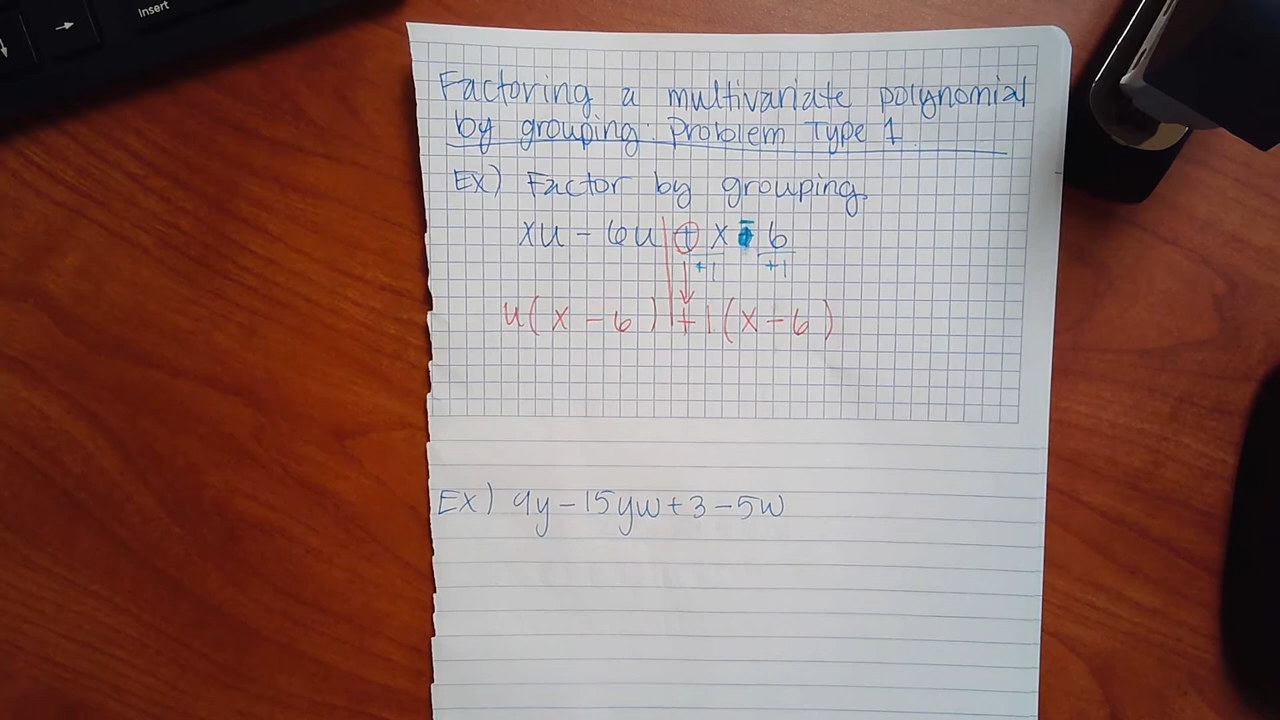 Insert
Factoring a multivariate polynomial
by grouping: Problem Type 1
EX) Factor by grouping.
xu - 6u + x - 6
+1 +1
u(x - 6) + 1(x - 6)
EX) 9y - 15yw + 3 - 5w